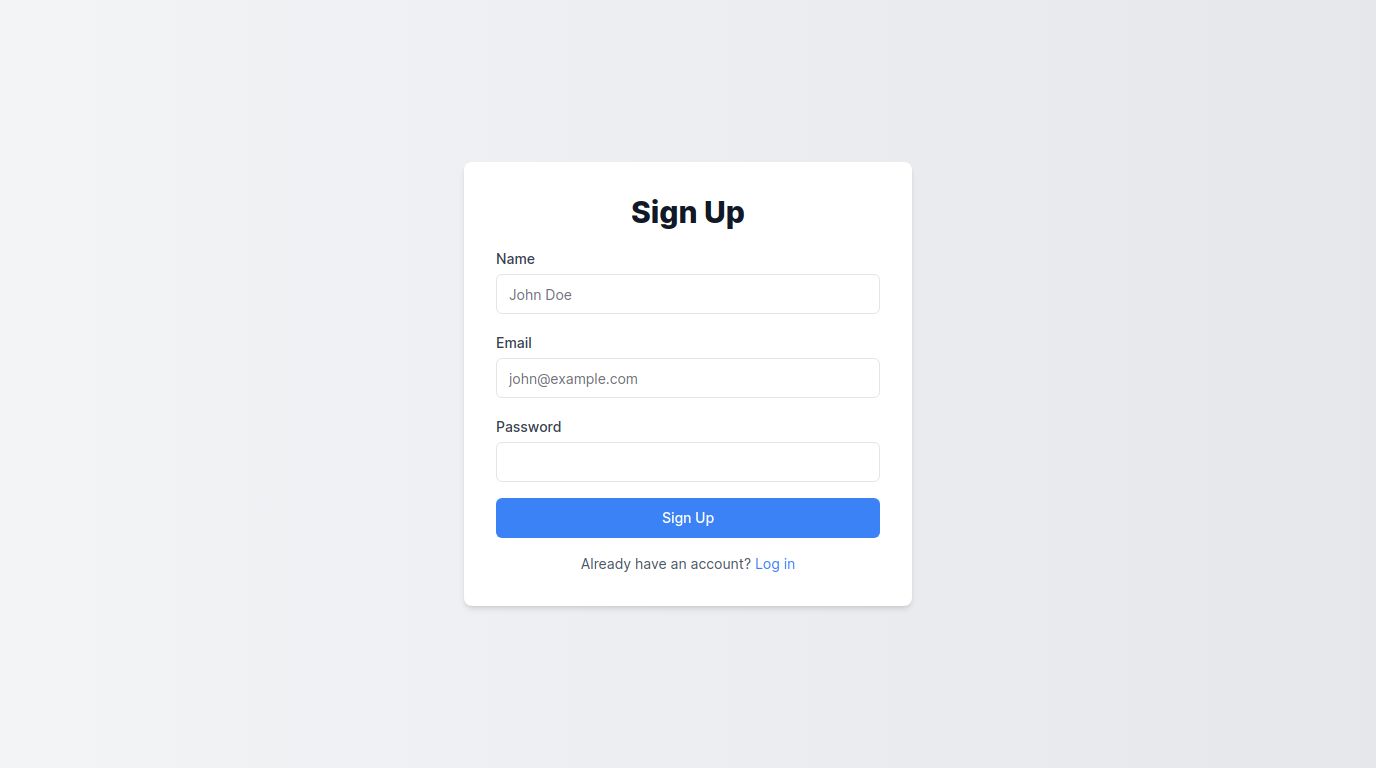 Sign Up
Name
John Doe
Email
john@example.com
Password
Sign Up
Already have an account? Log in